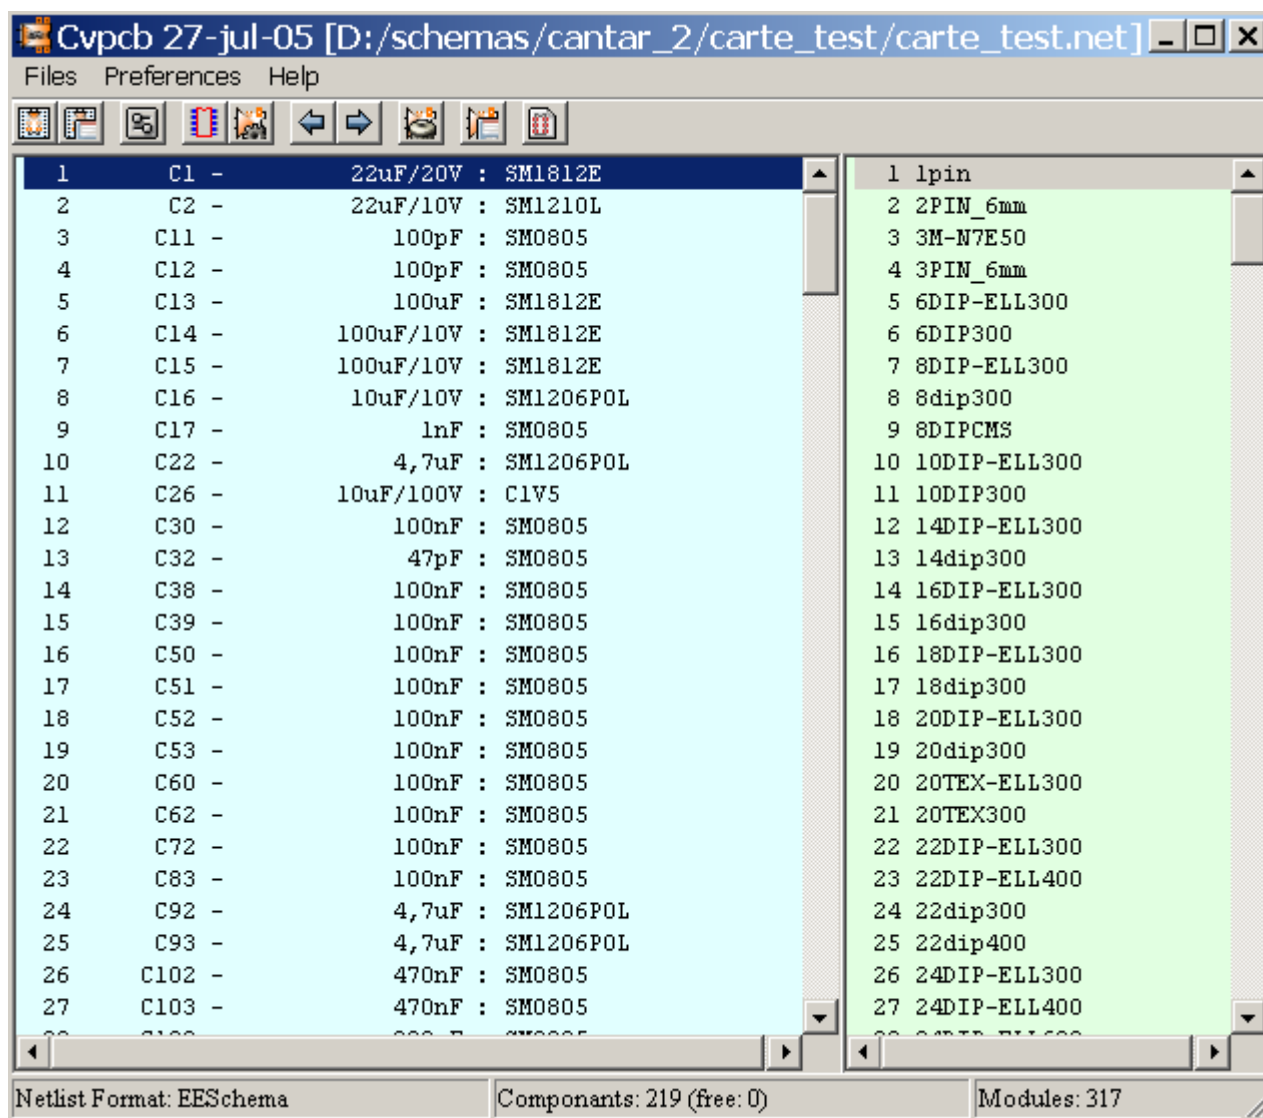 Cvpcb 27-jul-05 [D:/schemas/cantar_2/carte_test/carte_test.net]
Files Preferences Help
1 C1 - 22uF/20V : SM1812E
2 C2 - 22uF/10V : SM1210L
3 C11 - 100pF : SM0805
4 C12 - 100pF : SM0805
5 C13 - 100uF : SM1812E
6 C14 - 100uF/10V : SM1812E
7 C15 - 100uF/10V : SM1812E
8 C16 - 10uF/10V : SM1206POL
9 C17 - 1nF : SM0805
10 C22 - 4,7uF : SM1206POL
11 C26 - 10uF/100V : C1V5
12 C30 - 100nF : SM0805
13 C32 - 47pF : SM0805
14 C38 - 100nF : SM0805
15 C39 - 100nF : SM0805
16 C50 - 100nF : SM0805
17 C51 - 100nF : SM0805
18 C52 - 100nF : SM0805
19 C53 - 100nF : SM0805
20 C60 - 100nF : SM0805
21 C62 - 100nF : SM0805
22 C72 - 100nF : SM0805
23 C83 - 100nF : SM0805
24 C92 - 4,7uF : SM1206POL
25 C93 - 4,7uF : SM1206POL
26 C102 - 470nF : SM0805
27 C103 - 470nF : SM0805
1 1pin
2 2PIN_6mm
3 3M-N7E50
4 3PIN_6mm
5 6DIP-ELL300
6 6DIP300
7 8DIP-ELL300
8 8dip300
9 8DIPCMS
10 10DIP-ELL300
11 10DIP300
12 14DIP-ELL300
13 14dip300
14 16DIP-ELL300
15 16dip300
16 18DIP-ELL300
17 18dip300
18 20DIP-ELL300
19 20dip300
20 20TEX-ELL300
21 20TEX300
22 22DIP-ELL300
23 22DIP-ELL400
24 22dip300
25 22dip400
26 24DIP-ELL300
27 24DIP-ELL400
Netlist Format: EESchema
Componants: 219 (free: 0)
Modules: 317